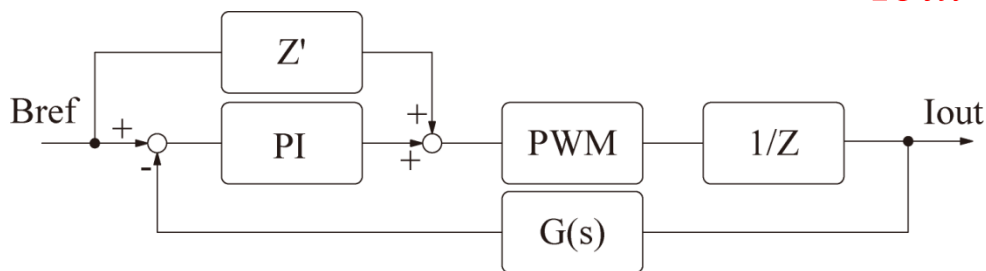 Z'
Bref
+
+
Iout
PI
PWM
1/Z
-
+
G(s)